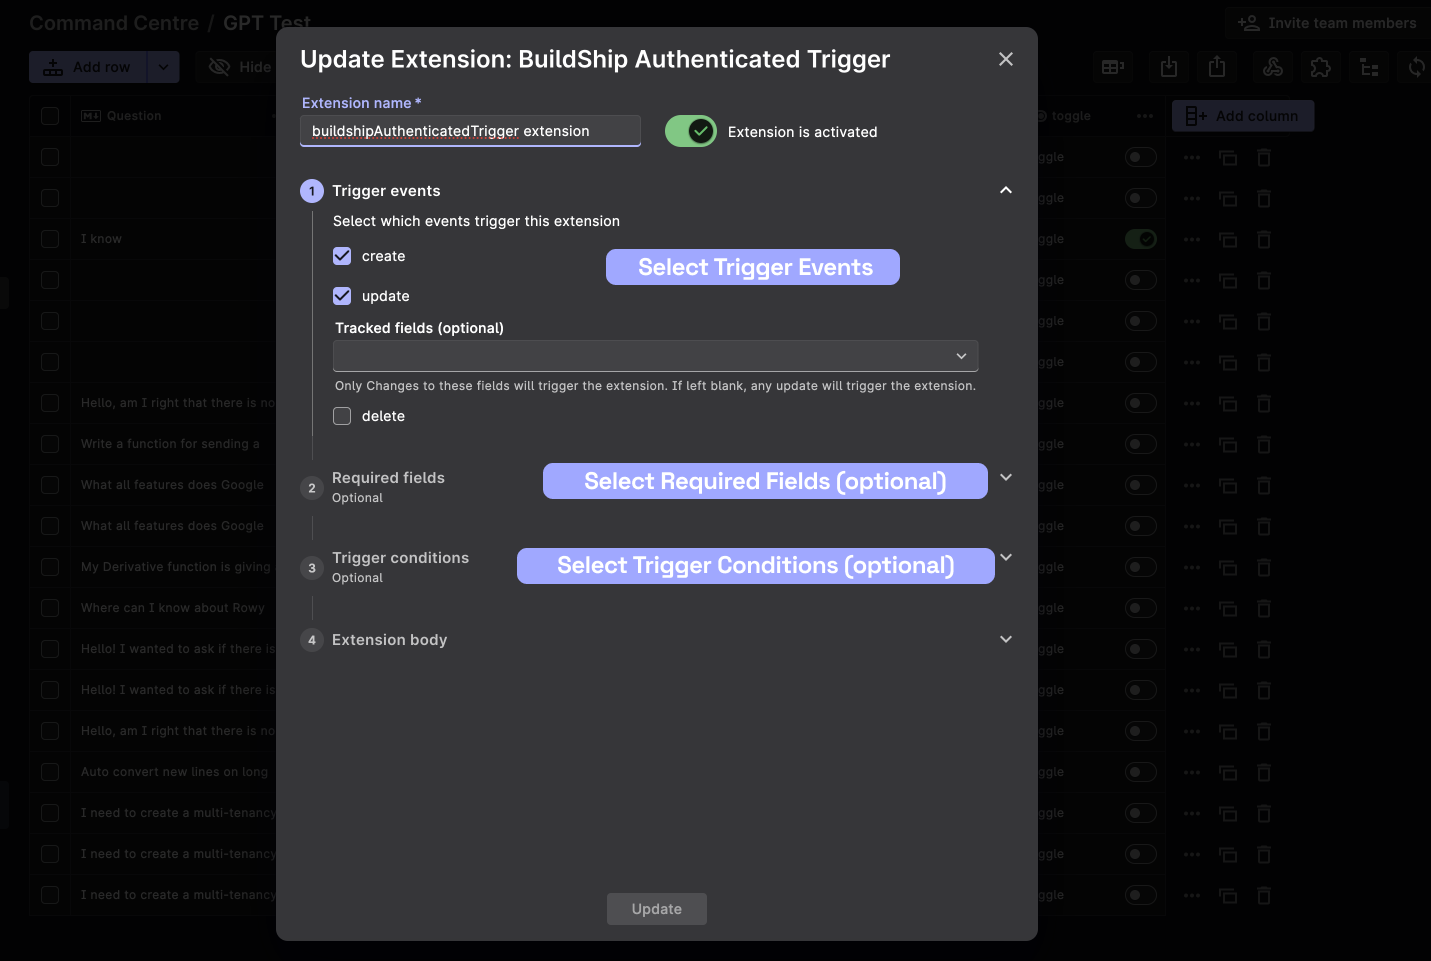 Command Centre / GPT Test
Invite team members
Add row
Hide
Question
toggle
Add column
I know
Hello, am I right that there is no
Write a function for sending a
What all features does Google
What all features does Google
My Derivative function is giving
Where can I know about Rowy
Hello! I wanted to ask if there is
Hello! I wanted to ask if there is
Hello, am I right that there is no
Auto convert new lines on long
I need to create a multi-tenancy
I need to create a multi-tenancy
I need to create a multi-tenancy
Update Extension: BuildShip Authenticated Trigger
Extension name *
buildshipAuthenticatedTrigger extension
Extension is activated
1 Trigger events
Select which events trigger this extension
create
Select Trigger Events
update
Tracked fields (optional)
Only Changes to these fields will trigger the extension. If left blank, any update will trigger the extension.
delete
2 Required fields
Optional
Select Required Fields (optional)
3 Trigger conditions
Optional
Select Trigger Conditions (optional)
4 Extension body
Update